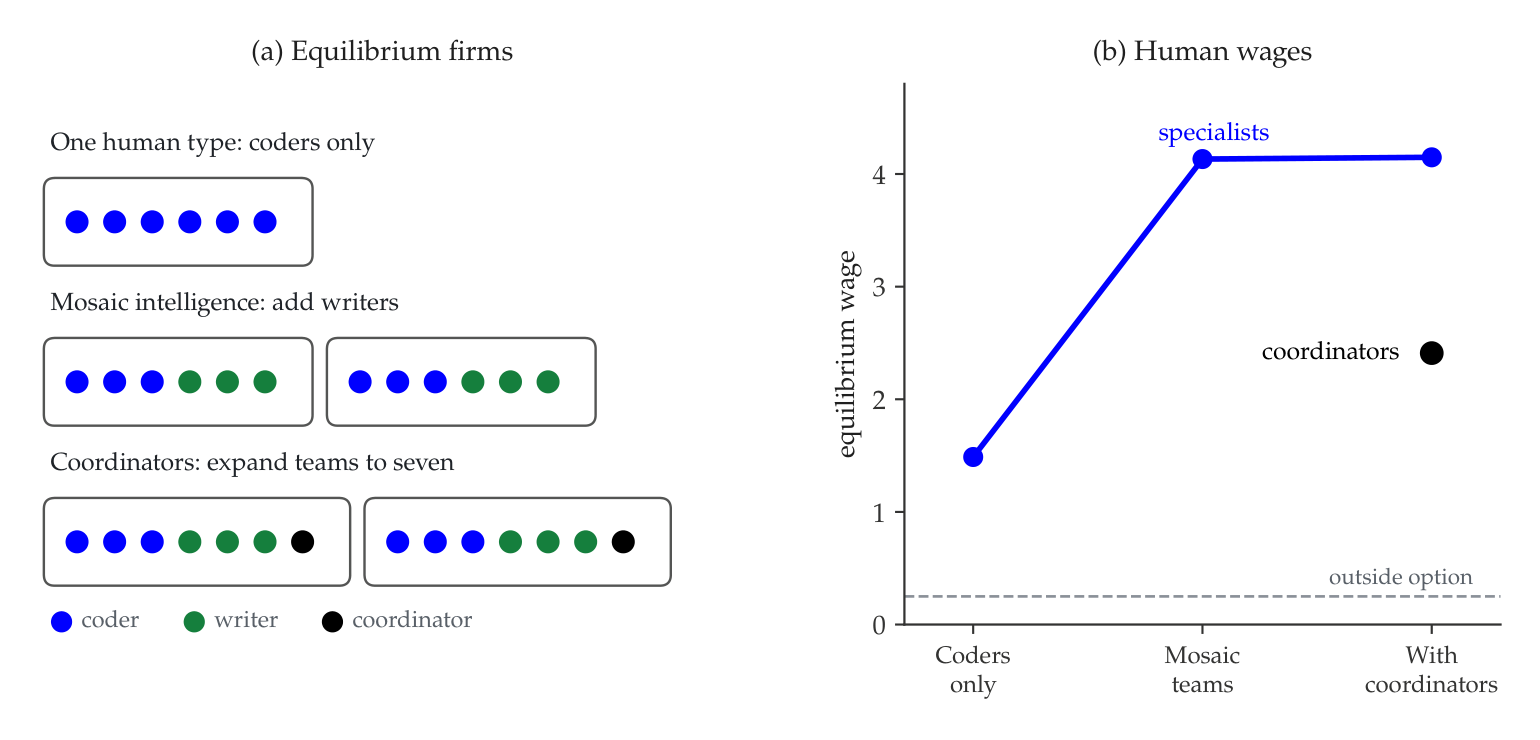 (a) Equilibrium firms
One human type: coders only
Mosaic intelligence: add writers
Coordinators: expand teams to seven
coder
writer
coordinator
(b) Human wages
equilibrium wage
4
3
2
1
0
specialists
coordinators
outside option
Coders
only
Mosaic
teams
With
coordinators